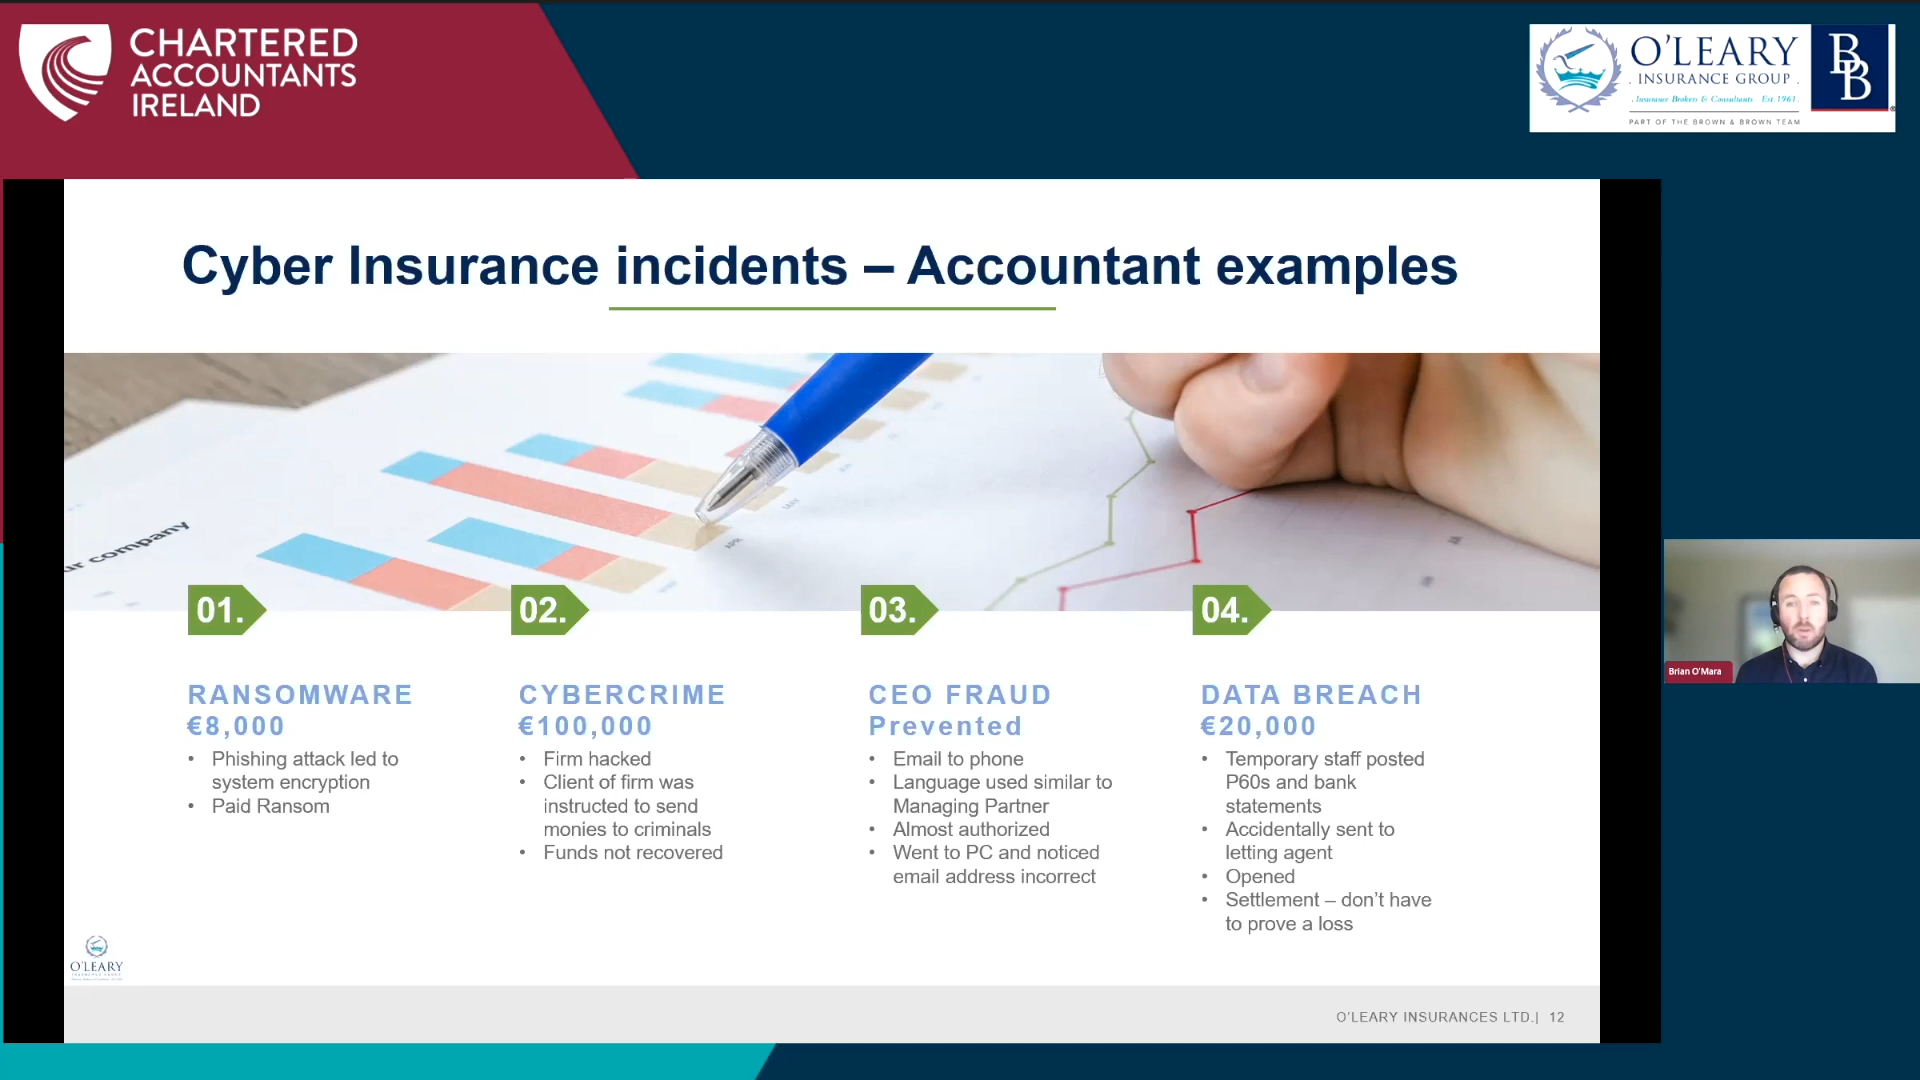 CHARTERED
ACCOUNTANTS
IRELAND
O'LEARY
INSURANCE GROUP
Insurance Brokers & Consultants Est. 1961
PART OF THE BROWN & BROWN TEAM
BB
Cyber Insurance incidents – Accountant examples
company
APR
MAY
01.
02.
03.
04.
RANSOMWARE
€8,000
• Phishing attack led to
system encryption
• Paid Ransom
CYBERCRIME
€100,000
• Firm hacked
• Client of firm was
instructed to send
monies to criminals
• Funds not recovered
CEO FRAUD
Prevented
• Email to phone
• Language used similar to
Managing Partner
• Almost authorized
• Went to PC and noticed
email address incorrect
DATA BREACH
€20,000
• Temporary staff posted
P60s and bank
statements
• Accidentally sent to
letting agent
• Opened
• Settlement – don't have
to prove a loss
Brian O'Mara
O'LEARY
O'LEARY INSURANCES LTD.| 12